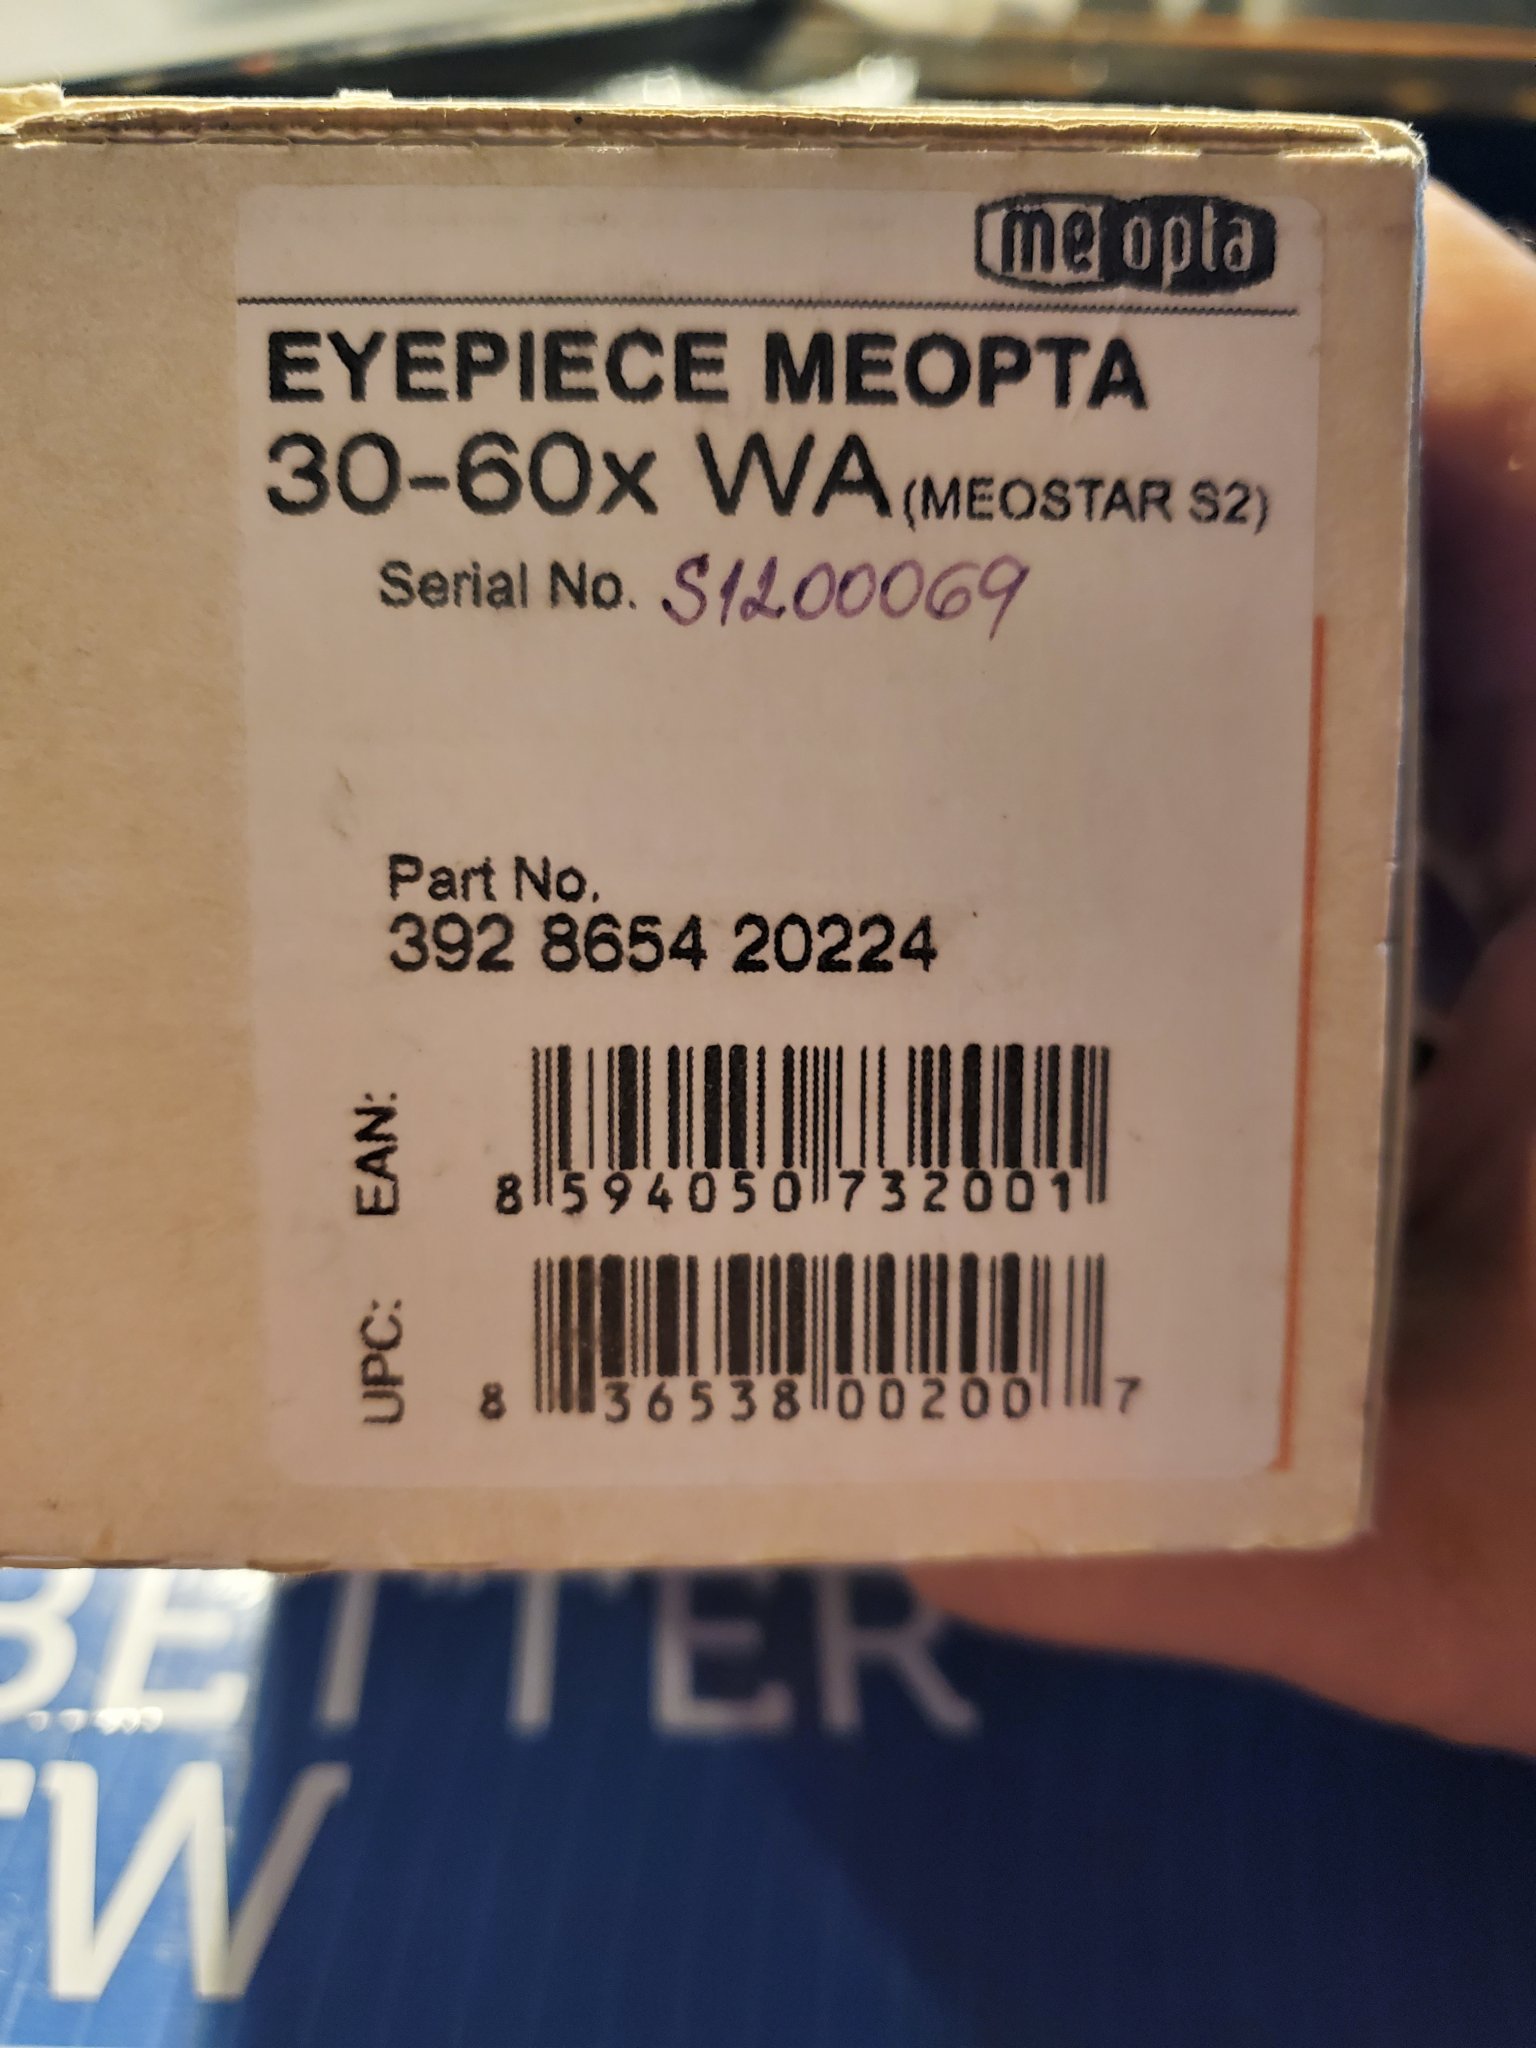 meopta
EYEPIECE MEOPTA
30-60x WA (MEOSTAR S2)
Serial No. S1200069
Part No.
392 8654 20224
EAN:
8 594050 732001
UPC:
8 36538 00200 7
BETTER
W